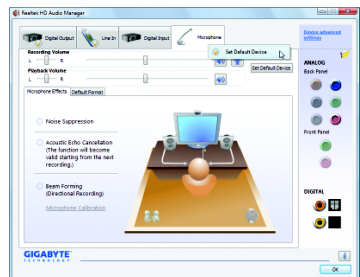 Realtek HD Audio Manager
Digital Output
Line In
Digital Input
Microphone
Device advanced
settings
Recording Volume
L
R
Set Default Device
Set Default Device
Playback Volume
L
R
Microphone Effects
Default Format
Noise Suppression
Acoustic Echo Cancellation
(The function will become
valid starting from the next
recording.)
Beam Forming
(Directional Recording)
Microphone Calibration
ANALOG
Back Panel
Front Panel
DIGITAL
GIGABYTE
TECHNOLOGY
i
OK